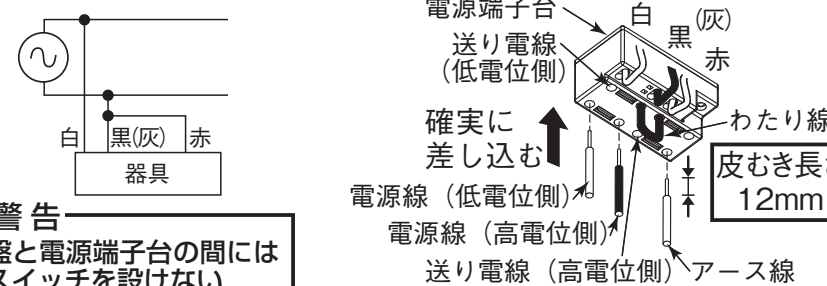 白
黒(灰)
赤
器具
警告
盤と電源端子台の間には
スイッチを設けない
電源端子台
白
黒
(灰)
赤
送り電線
(低電位側)
確実に
差し込む
わたり線
皮むき長さ
12mm
電源線（低電位側）
電源線（高電位側）
送り電線（高電位側）
アース線